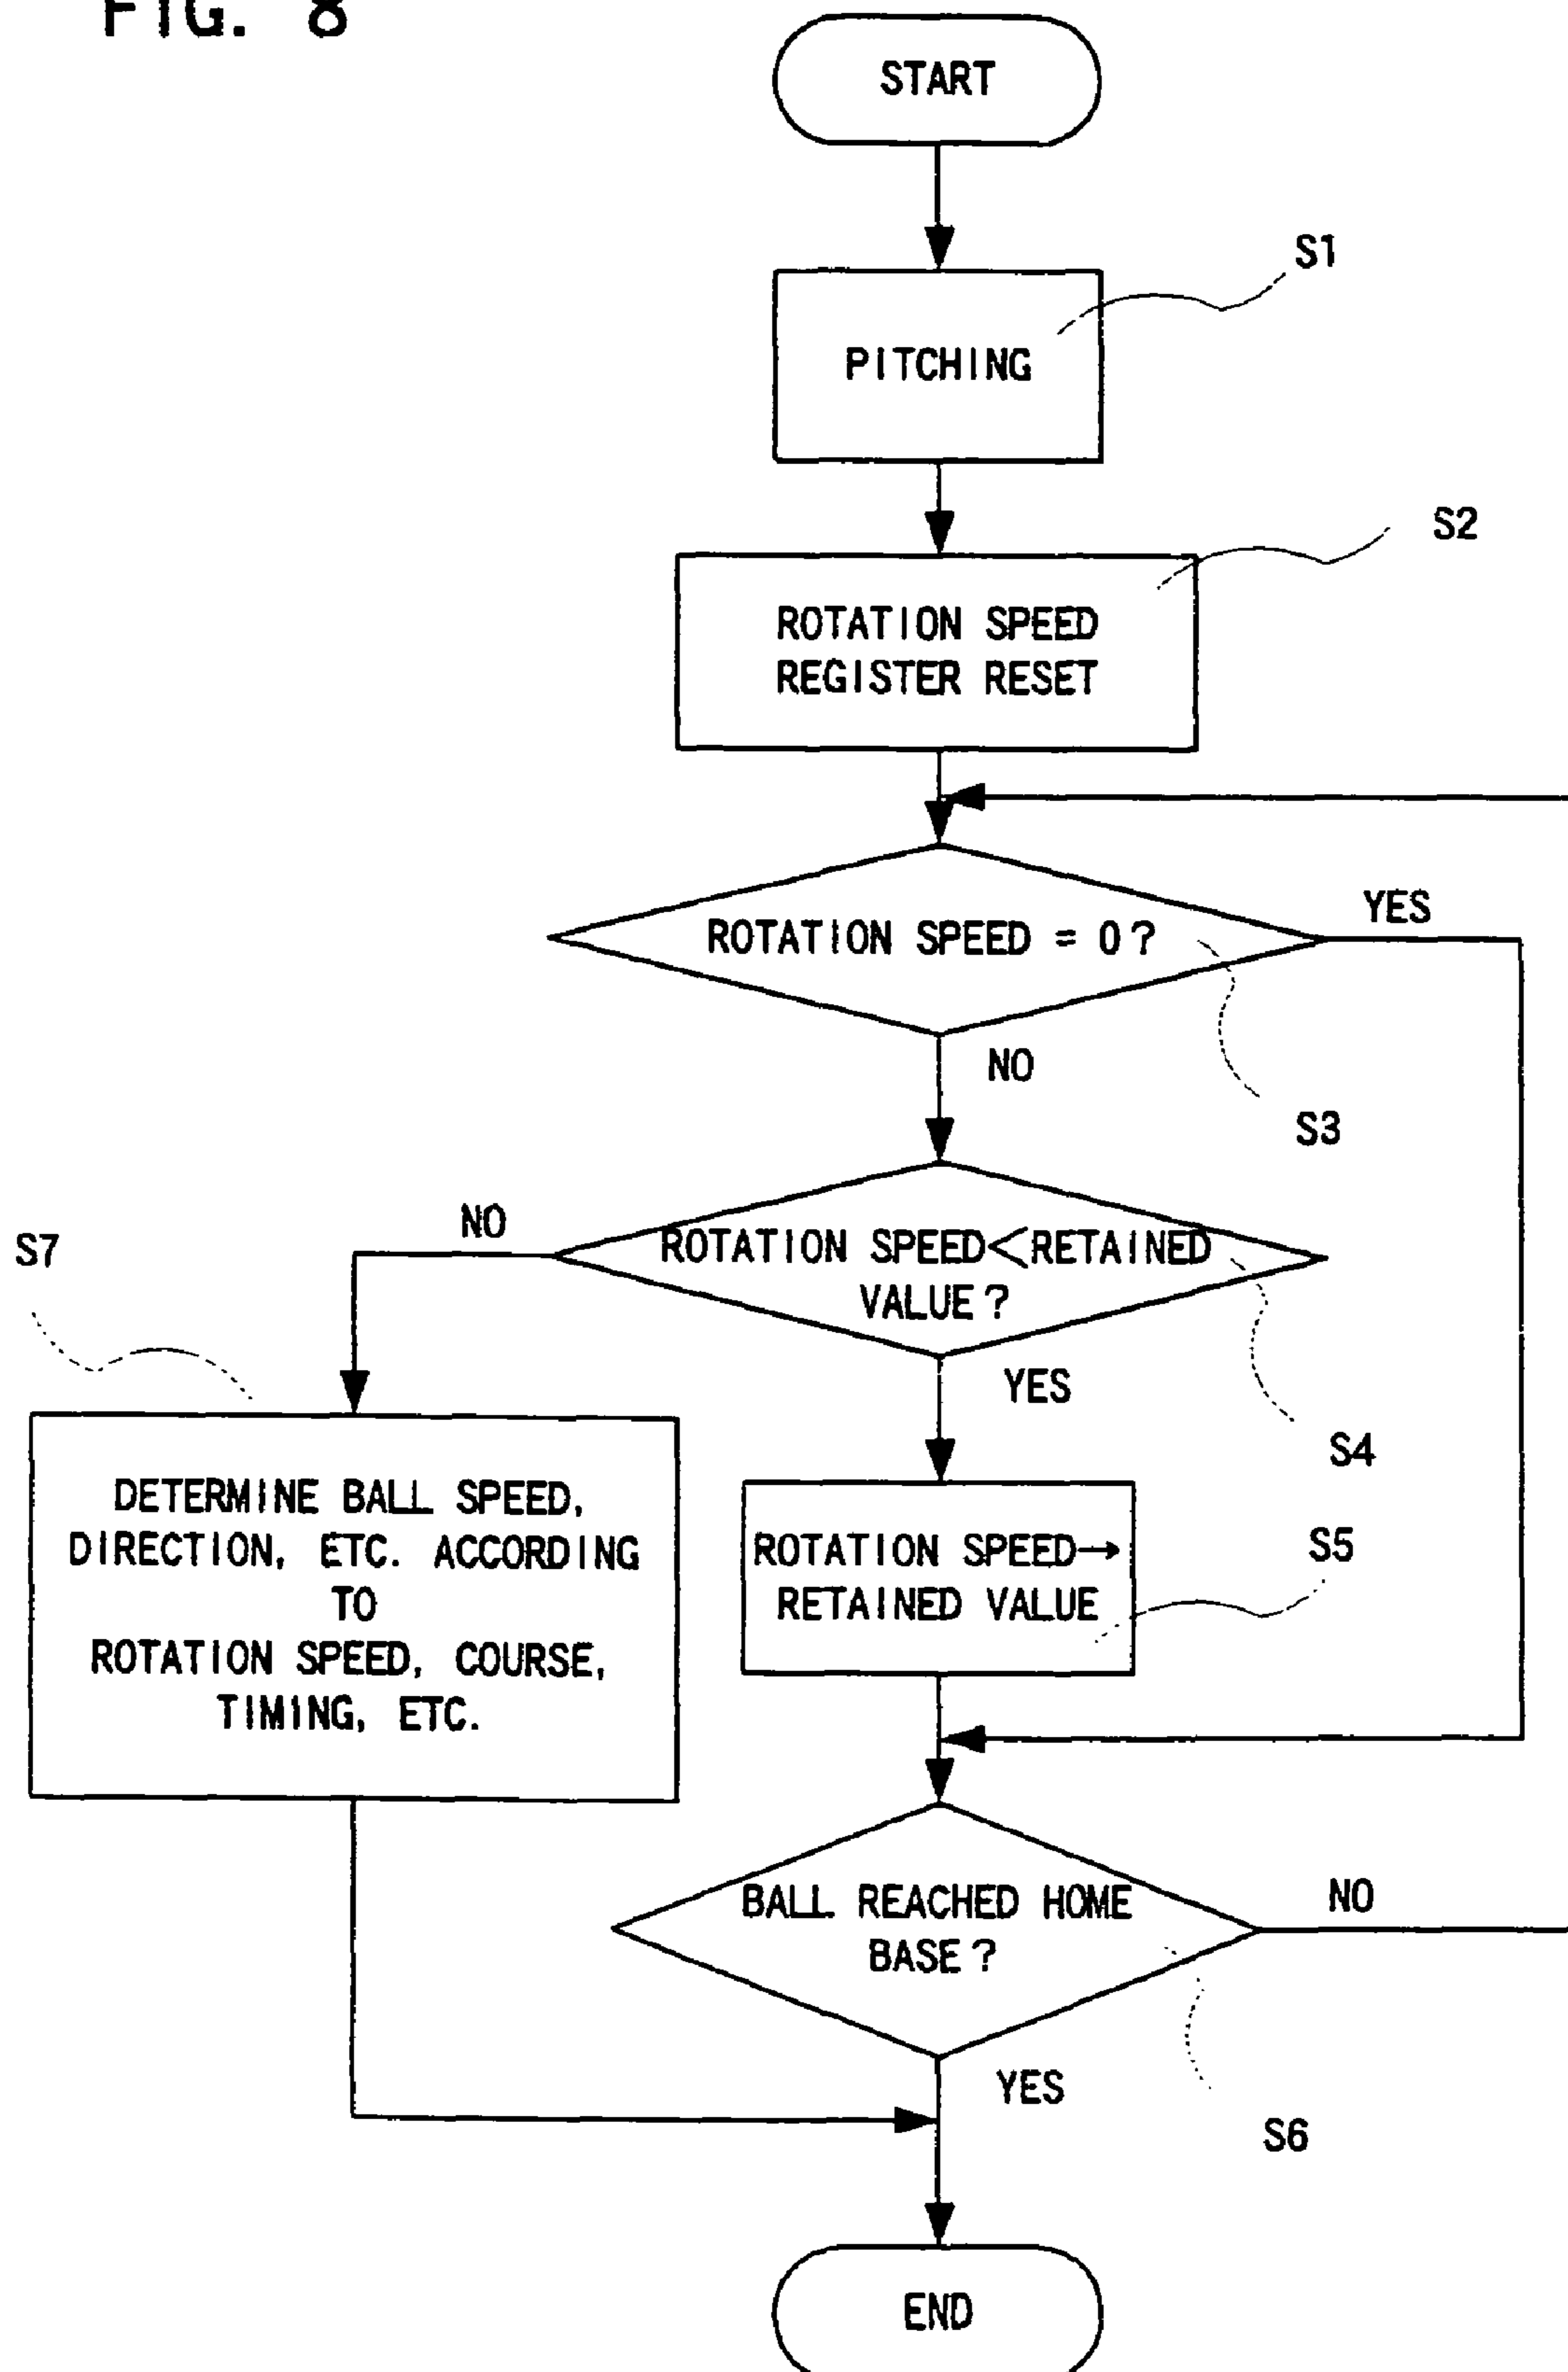 FIG. 8
START
S1
PITCHING
S2
ROTATION SPEED
REGISTER RESET
YES
ROTATION SPEED = 0?
NO
S3
NO
S7
ROTATION SPEED<RETAINED
VALUE?
YES
S4
DETERMINE BALL SPEED,
DIRECTION, ETC. ACCORDING
TO
ROTATION SPEED, COURSE,
TIMING, ETC.
ROTATION SPEED→
RETAINED VALUE
S5
BALL REACHED HOME
BASE?
NO
YES
S6
END